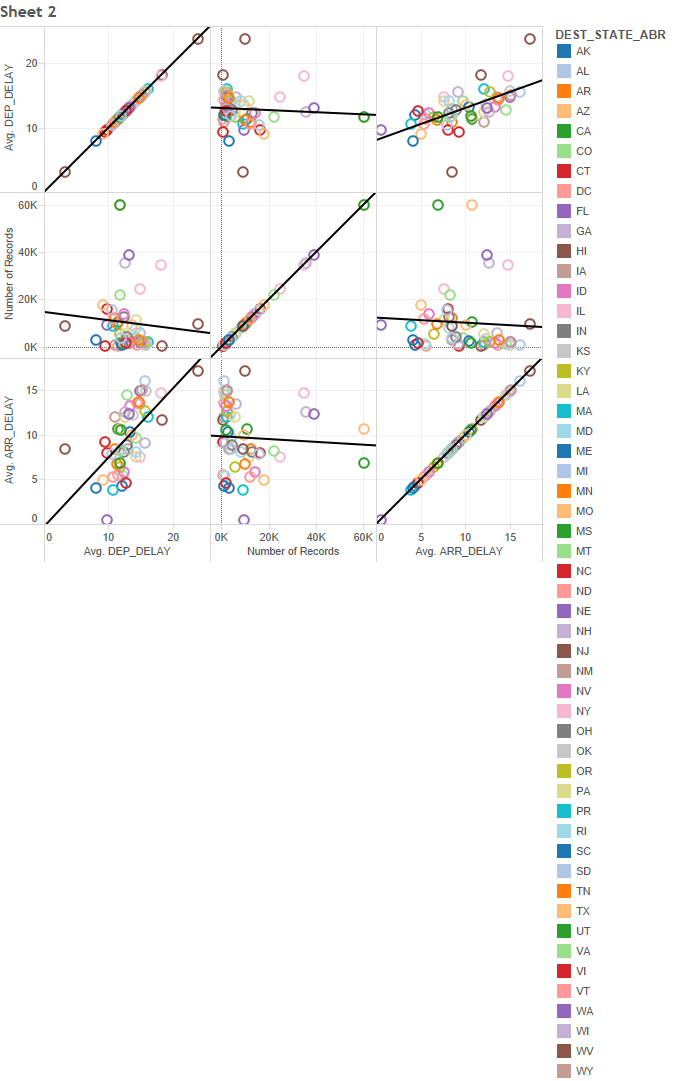 Sheet 2
DEST_STATE_ABR
AK
AL
AR
AZ
CA
CO
CT
DC
FL
GA
HI
IA
ID
IL
IN
KS
KY
LA
MA
MD
ME
MI
MN
MO
MS
MT
NC
ND
NE
NH
NJ
NM
NV
NY
OH
OK
OR
PA
PR
RI
SC
SD
TN
TX
UT
VA
VI
VT
WA
WI
WV
WY
Avg. DEP_DELAY
20
10
0
Number of Records
60K
40K
20K
0K
Avg. ARR_DELAY
15
10
5
0
0 10 20
0K 20K 40K 60K
0 5 10 15
Avg. DEP_DELAY
Number of Records
Avg. ARR_DELAY